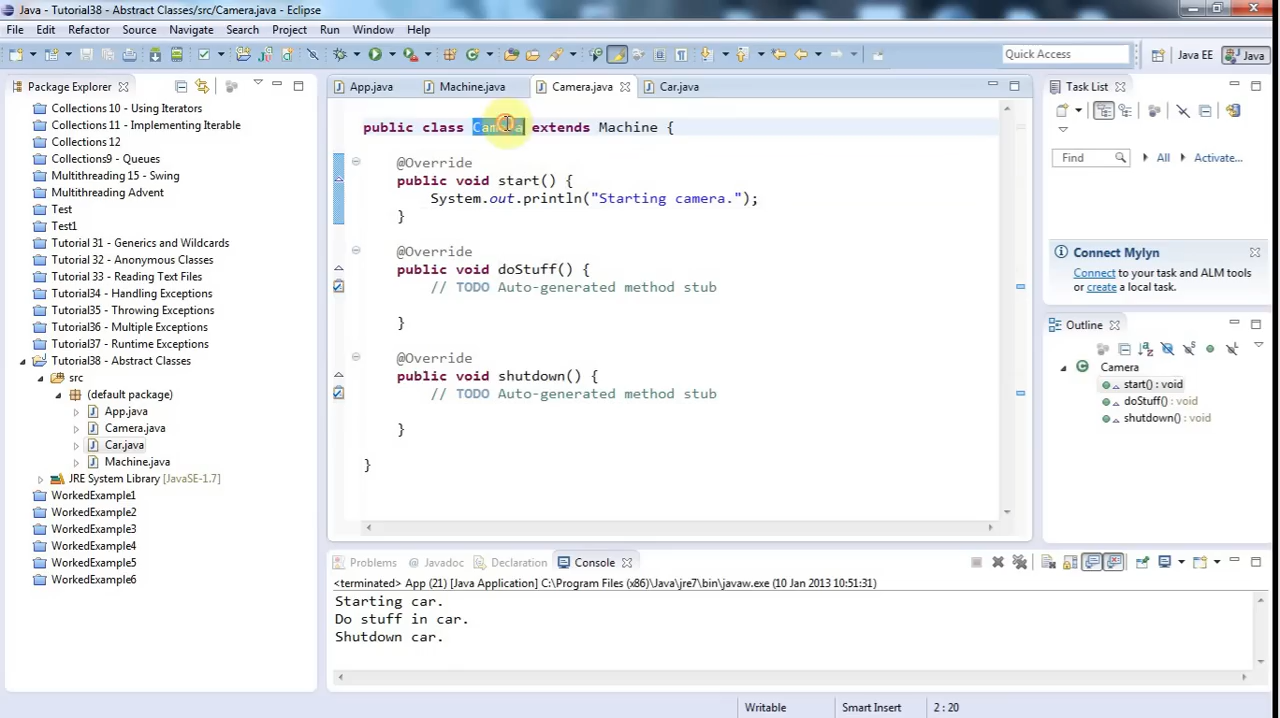 Java - Tutorial38 - Abstract Classes/src/Camera.java - Eclipse
File Edit Refactor Source Navigate Search Project Run Window Help
Quick Access
Java EE
Java
Package Explorer
Collections 10 - Using Iterators
Collections 11 - Implementing Iterable
Collections 12
Collections9 - Queues
Multithreading 15 - Swing
Multithreading Advent
Test
Test1
Tutorial 31 - Generics and Wildcards
Tutorial 32 - Anonymous Classes
Tutorial 33 - Reading Text Files
Tutorial34 - Handling Exceptions
Tutorial35 - Throwing Exceptions
Tutorial36 - Multiple Exceptions
Tutorial37 - Runtime Exceptions
Tutorial38 - Abstract Classes
src
(default package)
App.java
Camera.java
Car.java
Machine.java
JRE System Library [JavaSE-1.7]
WorkedExample1
WorkedExample2
WorkedExample3
WorkedExample4
WorkedExample5
WorkedExample6
App.java Machine.java Camera.java Car.java
public class Camera extends Machine {
@Override
public void start() {
System.out.println("Starting camera.");
}
@Override
public void doStuff() {
// TODO Auto-generated method stub
}
@Override
public void shutdown() {
// TODO Auto-generated method stub
}
}
Task List
Find All Activate...
Connect Mylyn
Connect to your task and ALM tools
or create a local task.
Outline
Camera
start() : void
doStuff() : void
shutdown() : void
Problems Javadoc Declaration Console
<terminated> App (21) [Java Application] C:\Program Files (x86)\Java\jre7\bin\javaw.exe (10 Jan 2013 10:51:31)
Starting car.
Do stuff in car.
Shutdown car.
Writable Smart Insert 2 : 20